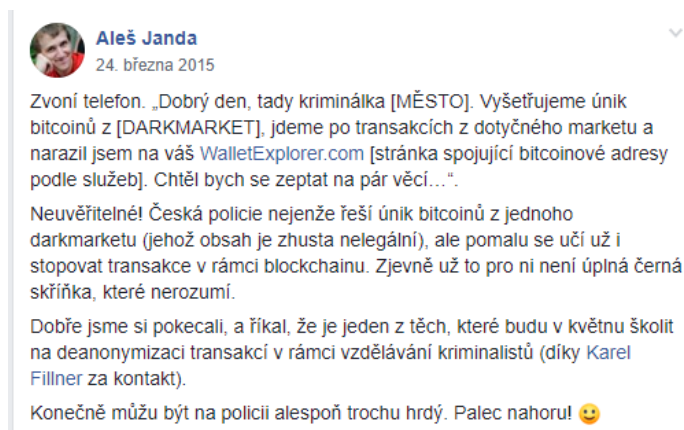 Aleš Janda
24. března 2015
Zvoní telefon. „Dobrý den, tady kriminálka [MĚSTO]. Vyšetřujeme únik
bitcoinů z [DARKMARKET], jdeme po transakcích z dotyčného marketu a
narazil jsem na váš WalletExplorer.com [stránka spojující bitcoinové adresy
podle služeb]. Chtěl bych se zeptat na pár věcí…“.
Neuvěřitelné! Česká policie nejenže řeší únik bitcoinů z jednoho
darkmarketu (jehož obsah je zhusta nelegální), ale pomalu se učí už i
stopovat transakce v rámci blockchainu. Zjevně už to pro ni není úplná černá
skříňka, které nerozumí.
Dobře jsme si pokecali, a říkal, že je jeden z těch, které budu v květnu školit
na deanonymizaci transakcí v rámci vzdělávání kriminalistů (díky Karel
Fillner za kontakt).
Konečně můžu být na policii alespoň trochu hrdý. Palec nahoru! 🙂